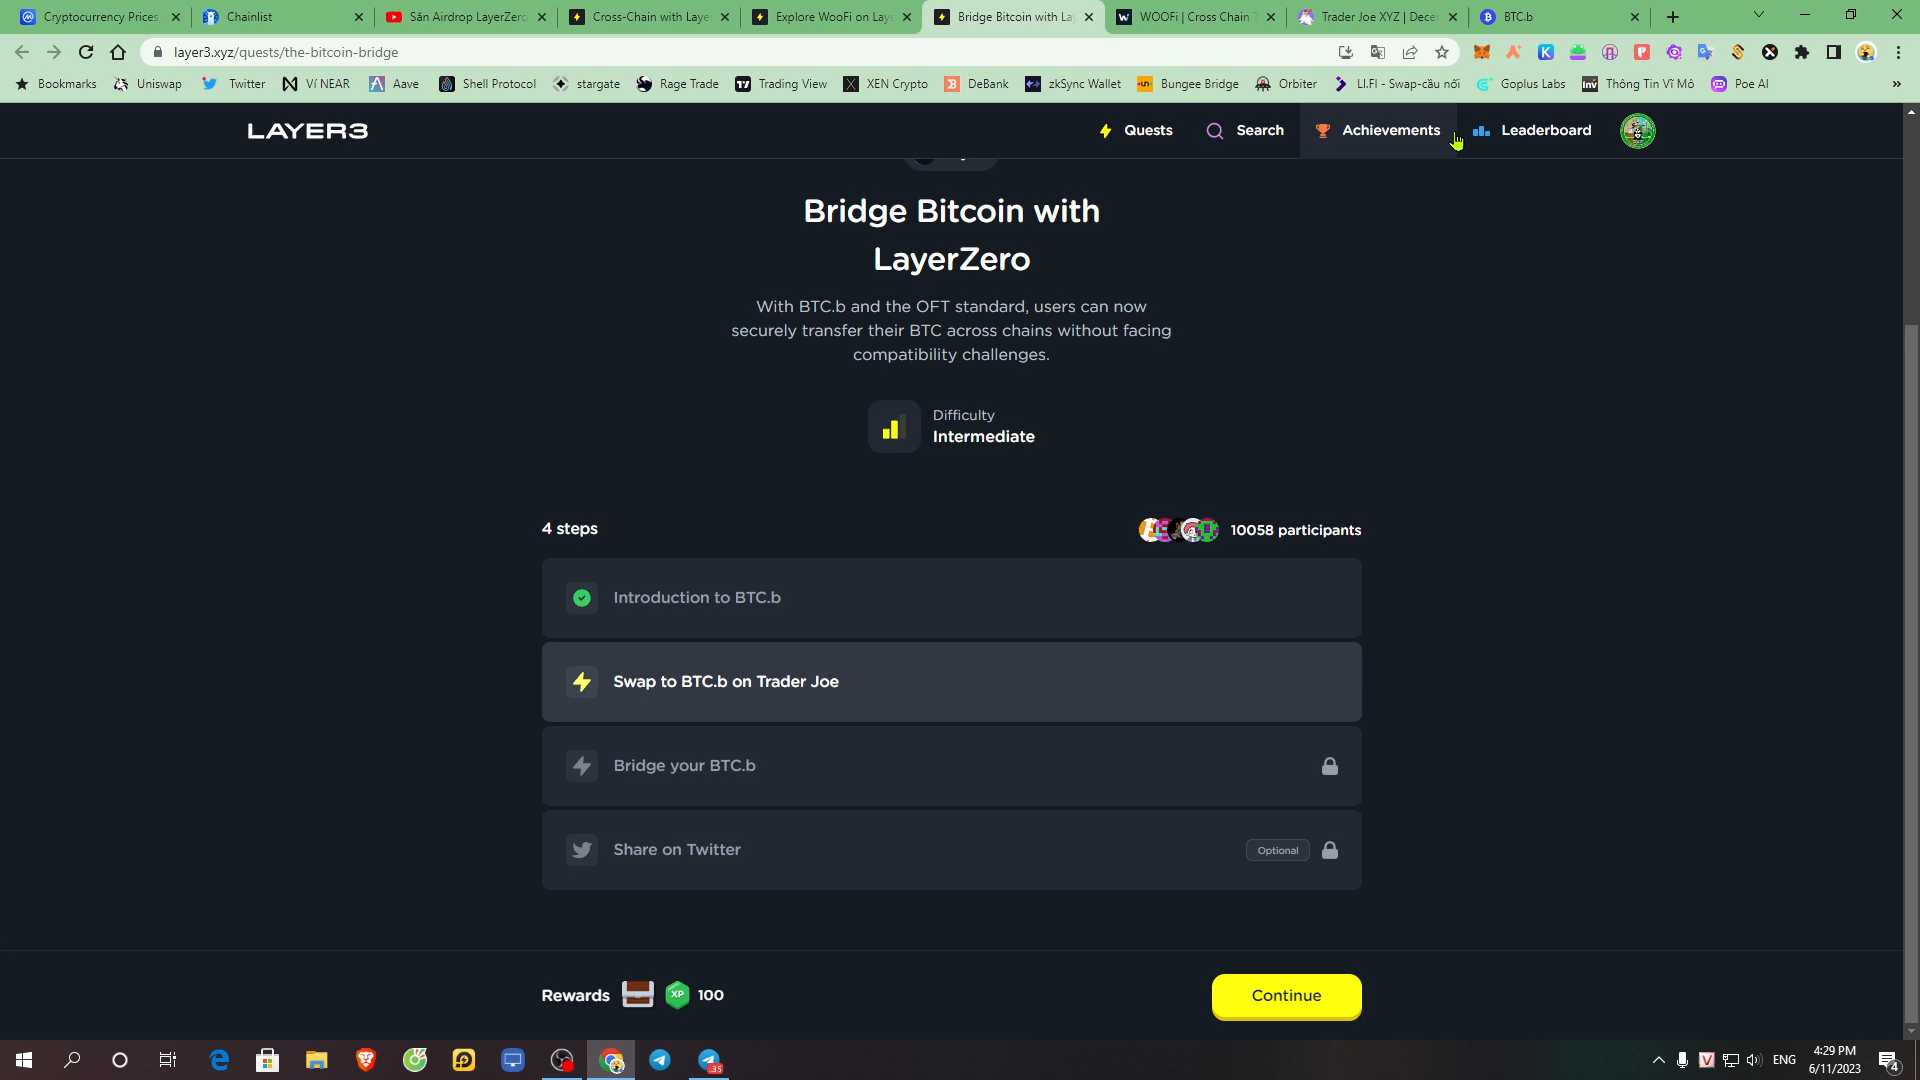 Cryptocurrency Prices
Chainlist
Săn Airdrop LayerZero
Cross-Chain with Laye
Explore WooFi on Laye
Bridge Bitcoin with La
WOOFi | Cross Chain
Trader Joe XYZ | Dece
BTC.b
layer3.xyz/quests/the-bitcoin-bridge
Bookmarks
Uniswap
Twitter
Ví NEAR
Aave
Shell Protocol
stargate
Rage Trade
Trading View
XEN Crypto
DeBank
zkSync Wallet
Bungee Bridge
Orbiter
LI.FI - Swap-cầu nối
Goplus Labs
Thông Tin Vĩ Mô
Poe AI
»
LAYER3
Quests
Search
Achievements
Leaderboard
Bridge Bitcoin with
LayerZero
With BTC.b and the OFT standard, users can now
securely transfer their BTC across chains without facing
compatibility challenges.
Difficulty
Intermediate
4 steps
10058 participants
Introduction to BTC.b
Swap to BTC.b on Trader Joe
Bridge your BTC.b
Share on Twitter
Optional
Rewards
XP
100
Continue
35
ENG
4:29 PM
6/11/2023
4